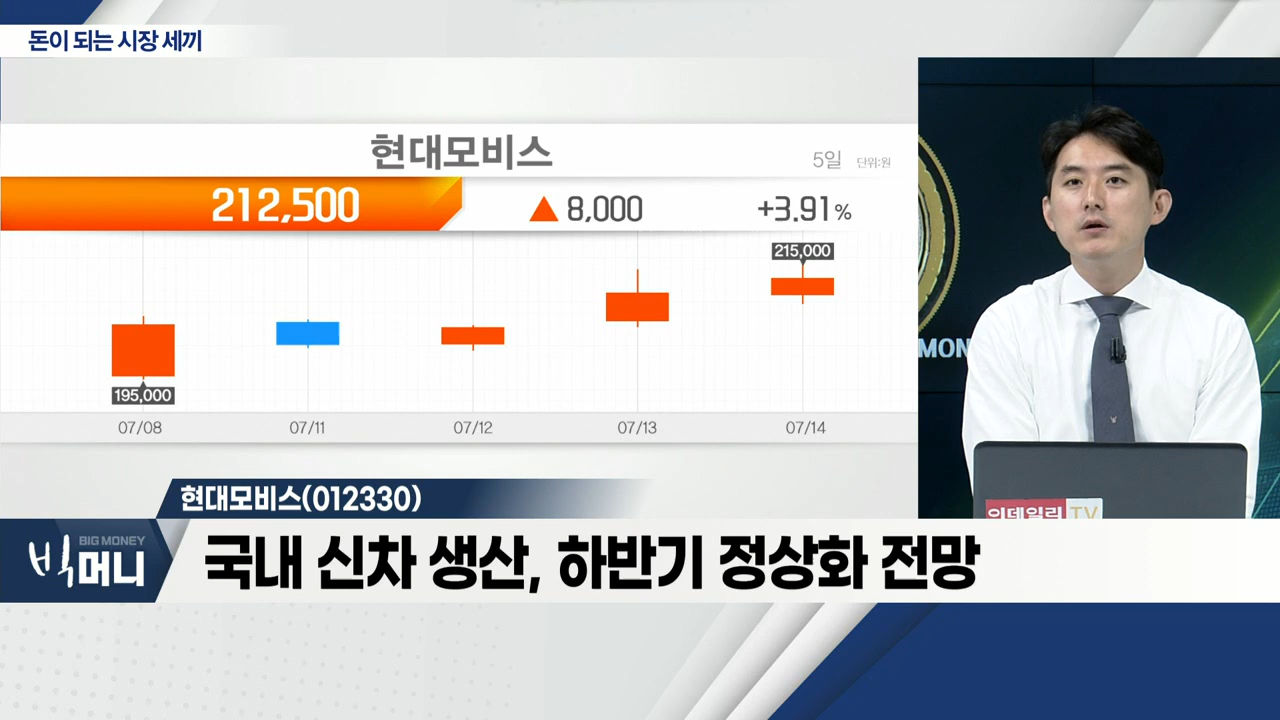 돈이 되는 시장 세끼
현대모비스
5일 단위:원
212,500 ▲ 8,000 +3.91%
215,000
195,000
07/08 07/11 07/12 07/13 07/14
MON
이데일리 TV
현대모비스(012330)
BIG MONEY
빅머니
국내 신차 생산, 하반기 정상화 전망